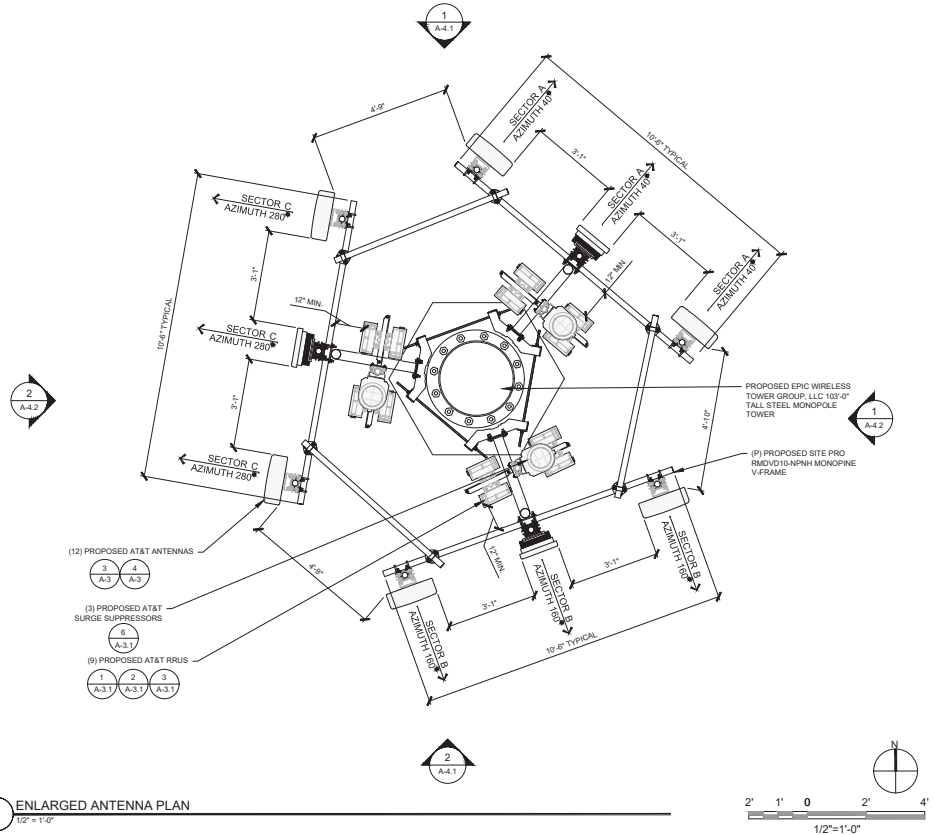 1
A-4.1
4'-9"
SECTOR A
AZIMUTH 40°
10'-6" TYPICAL
3'-1"
SECTOR A
AZIMUTH 40°
3'-1"
SECTOR A
AZIMUTH 40°
12" MIN.
SECTOR C
AZIMUTH 280°
3'-1"
10'-6" TYPICAL
12" MIN.
SECTOR C
AZIMUTH 280°
3'-1"
SECTOR C
AZIMUTH 280°
2
A-4.2
PROPOSED EPIC WIRELESS
TOWER GROUP, LLC 103'-0"
TALL STEEL MONOPOLE
TOWER
1
A-4.2
4'-10"
(P) PROPOSED SITE PRO
RMDVD10-NPNH MONOPINE
V-FRAME
(12) PROPOSED AT&T ANTENNAS
3
A-3
4
A-3
(3) PROPOSED AT&T
SURGE SUPPRESSORS
6
A-3.1
(9) PROPOSED AT&T RRUS
1
A-3.1
2
A-3.1
3
A-3.1
4'-9"
12" MIN.
3'-1"
3'-1"
SECTOR B
AZIMUTH 160°
SECTOR B
AZIMUTH 160°
SECTOR B
AZIMUTH 160°
10'-6" TYPICAL
2
A-4.1
N
ENLARGED ANTENNA PLAN
1/2" = 1'-0"
2' 1' 0 2' 4'
1/2"=1'-0"